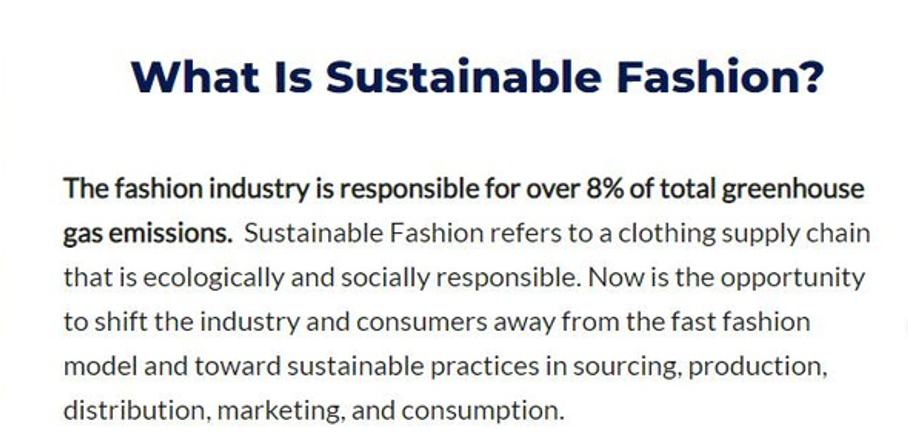 What Is Sustainable Fashion?
The fashion industry is responsible for over 8% of total greenhouse
gas emissions. Sustainable Fashion refers to a clothing supply chain
that is ecologically and socially responsible. Now is the opportunity
to shift the industry and consumers away from the fast fashion
model and toward sustainable practices in sourcing, production,
distribution, marketing, and consumption.